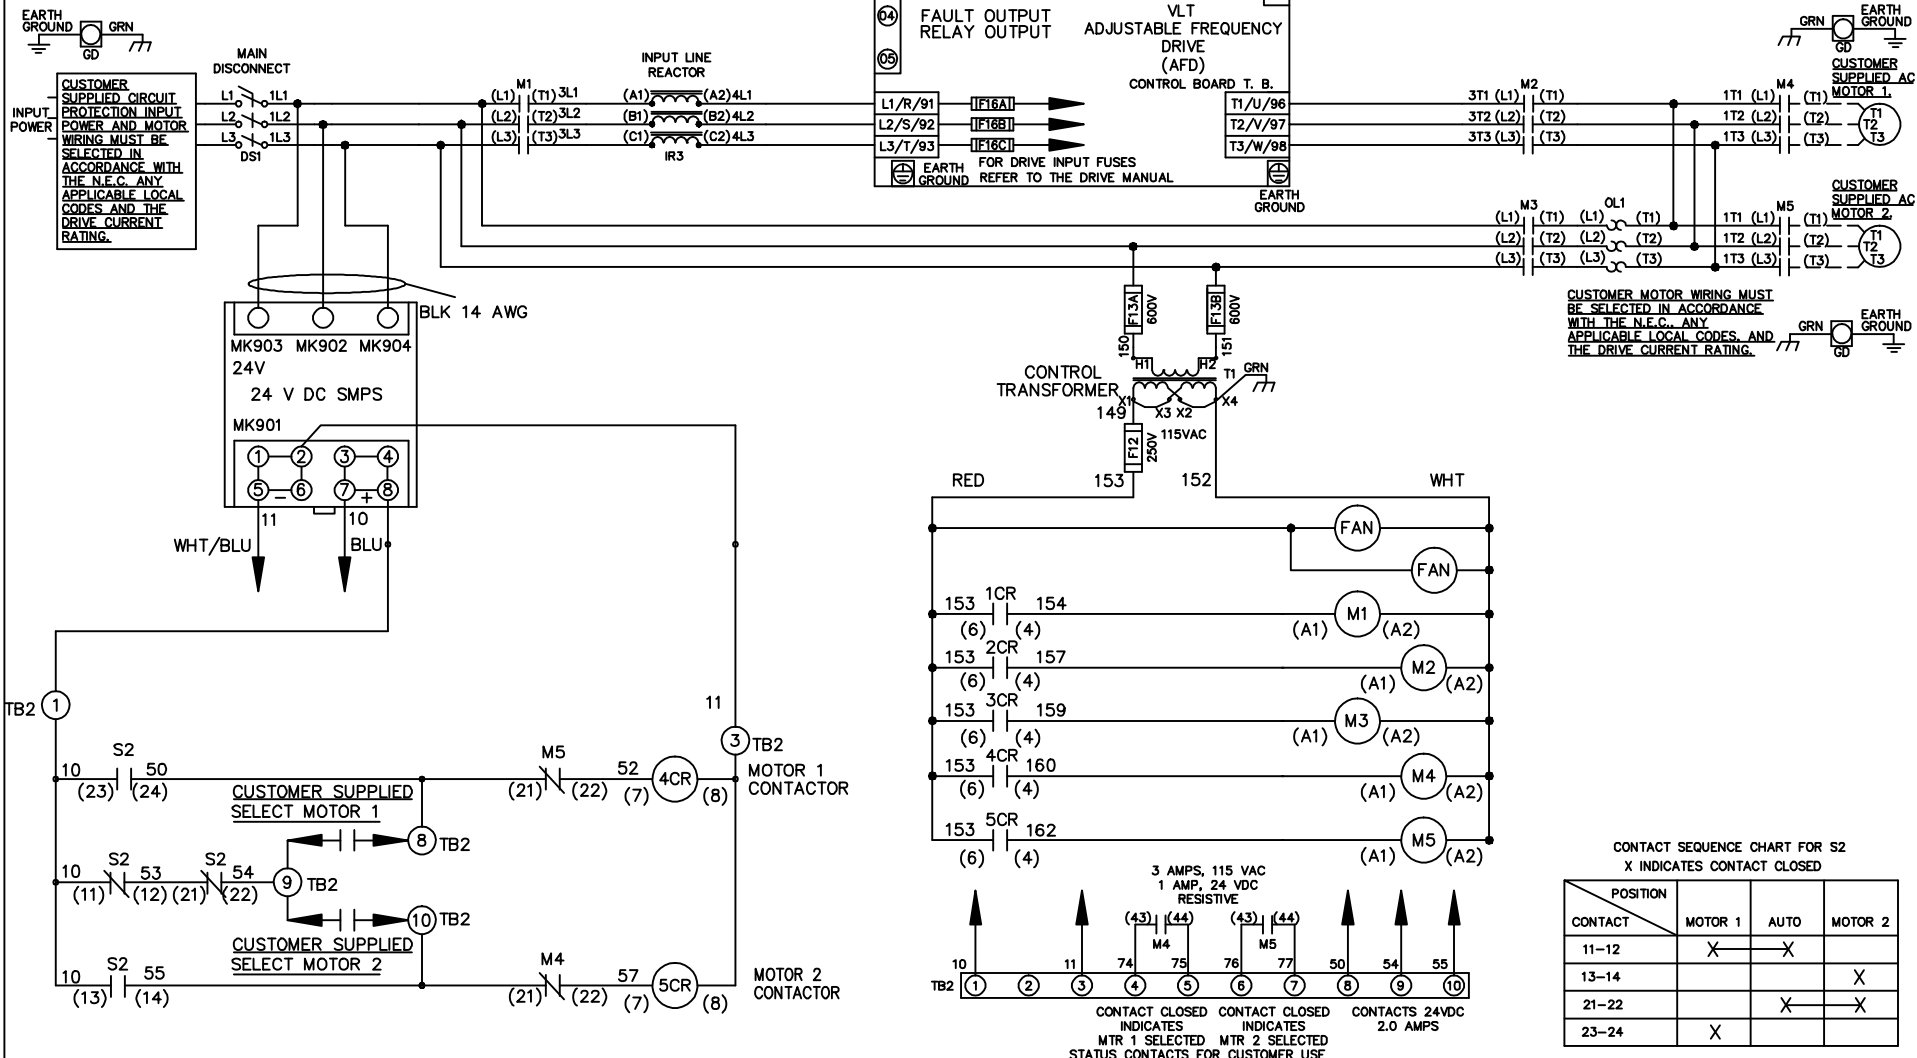 EARTH
GROUND
GRN
GD
MAIN
DISCONNECT
INPUT
POWER
CUSTOMER
SUPPLIED CIRCUIT
PROTECTION INPUT
POWER AND MOTOR
WIRING MUST BE
SELECTED IN
ACCORDANCE WITH
THE N.E.C. ANY
APPLICABLE LOCAL
CODES AND THE
DRIVE CURRENT
RATING.
L1 1L1
L2 1L2
L3 1L3
DS1
M1
(L1) (T1) 3L1
(L2) (T2) 3L2
(L3) (T3) 3L3
INPUT LINE
REACTOR
(A1) (A2) 4L1
(B1) (B2) 4L2
(C1) (C2) 4L3
IR3
04
05
FAULT OUTPUT
RELAY OUTPUT
VLT
ADJUSTABLE FREQUENCY
DRIVE
(AFD)
CONTROL BOARD T. B.
L1/R/91 F16A T1/U/96
L2/S/92 F16B T2/V/97
L3/T/93 F16C T3/W/98
EARTH
GROUND
FOR DRIVE INPUT FUSES
REFER TO THE DRIVE MANUAL
EARTH
GROUND
GRN
GD
EARTH
GROUND
CUSTOMER
SUPPLIED AC
MOTOR 1.
M2
3T1 (L1) (T1)
3T2 (L2) (T2)
3T3 (L3) (T3)
M4
1T1 (L1) (T1)
1T2 (L2) (T2)
1T3 (L3) (T3)
T1
T2
T3
CUSTOMER
SUPPLIED AC
MOTOR 2.
M3
(L1) (T1)
(L2) (T2)
(L3) (T3)
OL1
(L1) (T1)
(L2) (T2)
(L3) (T3)
M5
1T1 (L1) (T1)
1T2 (L2) (T2)
1T3 (L3) (T3)
T1
T2
T3
CUSTOMER MOTOR WIRING MUST
BE SELECTED IN ACCORDANCE
WITH THE N.E.C., ANY
APPLICABLE LOCAL CODES, AND
THE DRIVE CURRENT RATING.
GRN
GD
EARTH
GROUND
BLK 14 AWG
MK903 MK902 MK904
24V
24 V DC SMPS
MK901
1 2 3 4
5 − 6 7 + 8
11 10
WHT/BLU BLU
F13A 600V
F13B 600V
150 151
H1 H2
CONTROL
TRANSFORMER
T1
GRN
X1 X3 X2 X4
149
115VAC
F12 250V
RED 153 152 WHT
FAN
FAN
153 1CR 154 M1
(6) (4) (A1) (A2)
153 2CR 157 M2
(6) (4) (A1) (A2)
153 3CR 159 M3
(6) (4) (A1) (A2)
153 4CR 160 M4
(6) (4) (A1) (A2)
153 5CR 162 M5
(6) (4) (A1) (A2)
TB2 1
11
3 TB2
10 S2 50
(23) (24)
M5
(21) (22)
52 4CR
(7) (8)
MOTOR 1
CONTACTOR
CUSTOMER SUPPLIED
SELECT MOTOR 1
8 TB2
10 S2 53 S2 54
(11) (12) (21) (22)
9 TB2
10 TB2
CUSTOMER SUPPLIED
SELECT MOTOR 2
10 S2 55
(13) (14)
M4
(21) (22)
57 5CR
(7) (8)
MOTOR 2
CONTACTOR
3 AMPS, 115 VAC
1 AMP, 24 VDC
RESISTIVE
(43) (44) (43) (44)
M4 M5
10 11 74 75 76 77 50 54 55
TB2 1 2 3 4 5 6 7 8 9 10
CONTACT CLOSED
INDICATES
MTR 1 SELECTED
CONTACT CLOSED
INDICATES
MTR 2 SELECTED
STATUS CONTACTS FOR CUSTOMER USE
CONTACTS 24VDC
2.0 AMPS
CONTACT SEQUENCE CHART FOR S2
X INDICATES CONTACT CLOSED
POSITION
CONTACT MOTOR 1 AUTO MOTOR 2
11-12 X X
13-14 X
21-22 X X
23-24 X